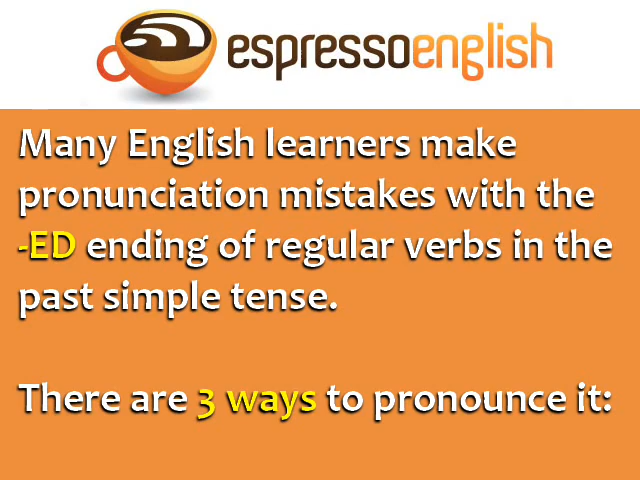 espressoenglish
Many English learners make
pronunciation mistakes with the
-ED ending of regular verbs in the
past simple tense.
There are 3 ways to pronounce it: